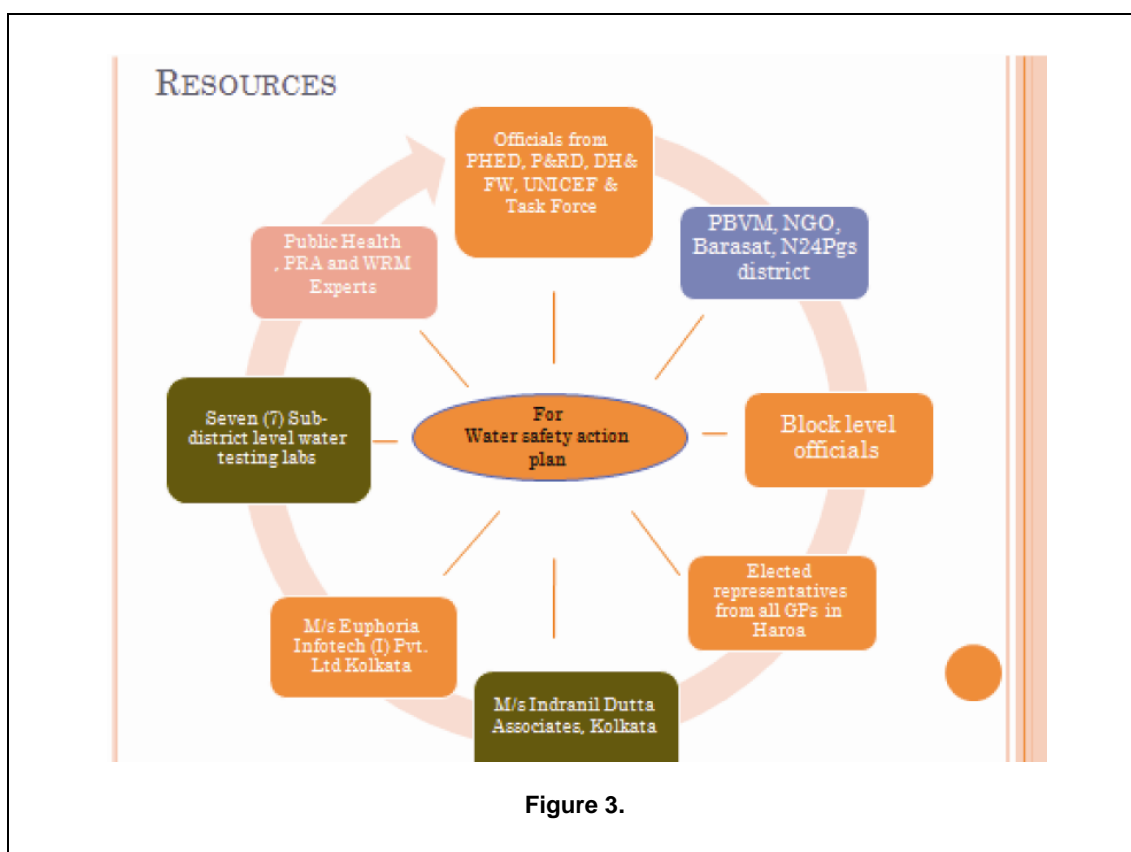 RESOURCES
Officials from
PHED, P&RD, DH&
FW, UNICEF &
Task Force
PBVM, NGO,
Barasat, N24Pgs
district
Block level
officials
Elected
representatives
from all GPs in
Haroa
M/s Indranil Dutta
Associates, Kolkata
M/s Euphoria
Infotech (I) Pvt.
Ltd Kolkata
Seven (7) Sub-
district level water
testing labs
Public Health
, PRA and WRM
Experts
For
Water safety action
plan
Figure 3.